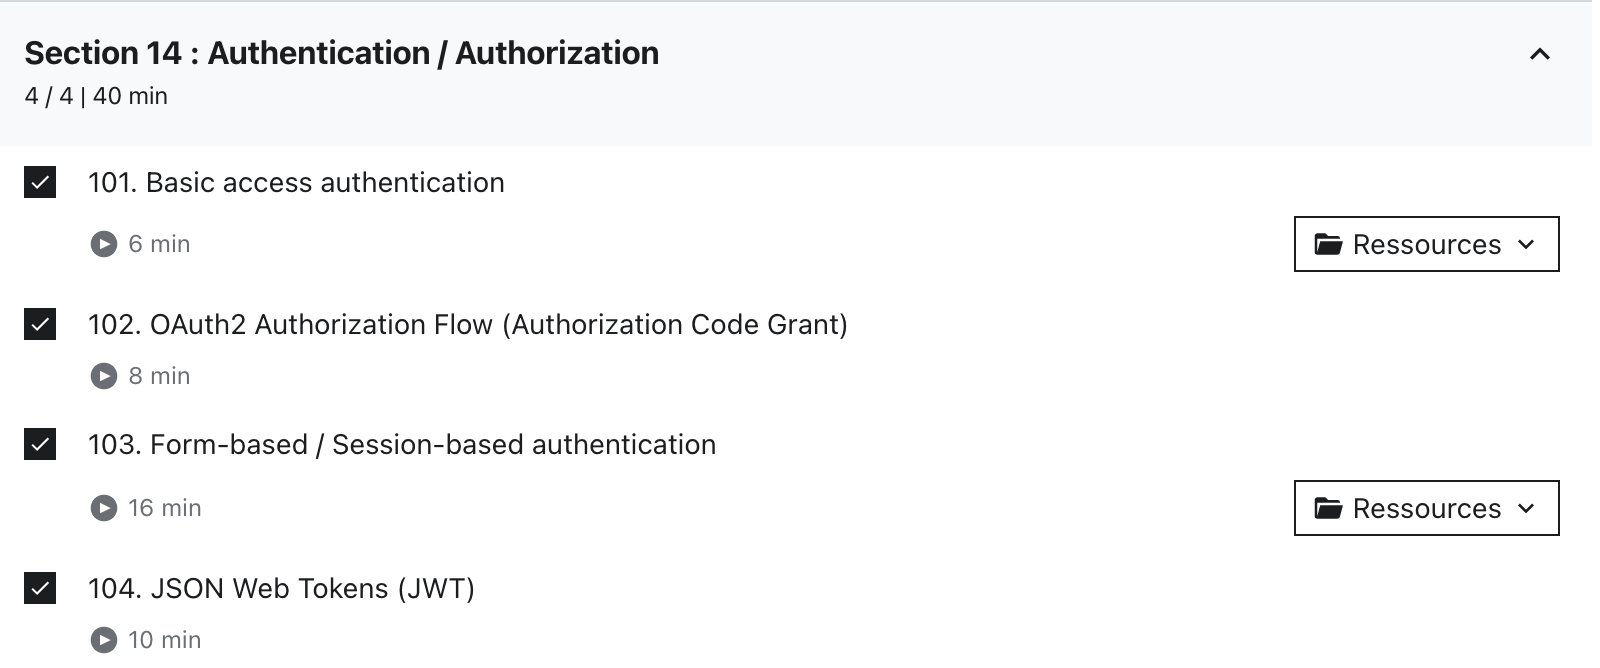 Section 14 : Authentication / Authorization
4 / 4 | 40 min
101. Basic access authentication
6 min
Ressources
102. OAuth2 Authorization Flow (Authorization Code Grant)
8 min
103. Form-based / Session-based authentication
16 min
Ressources
104. JSON Web Tokens (JWT)
10 min